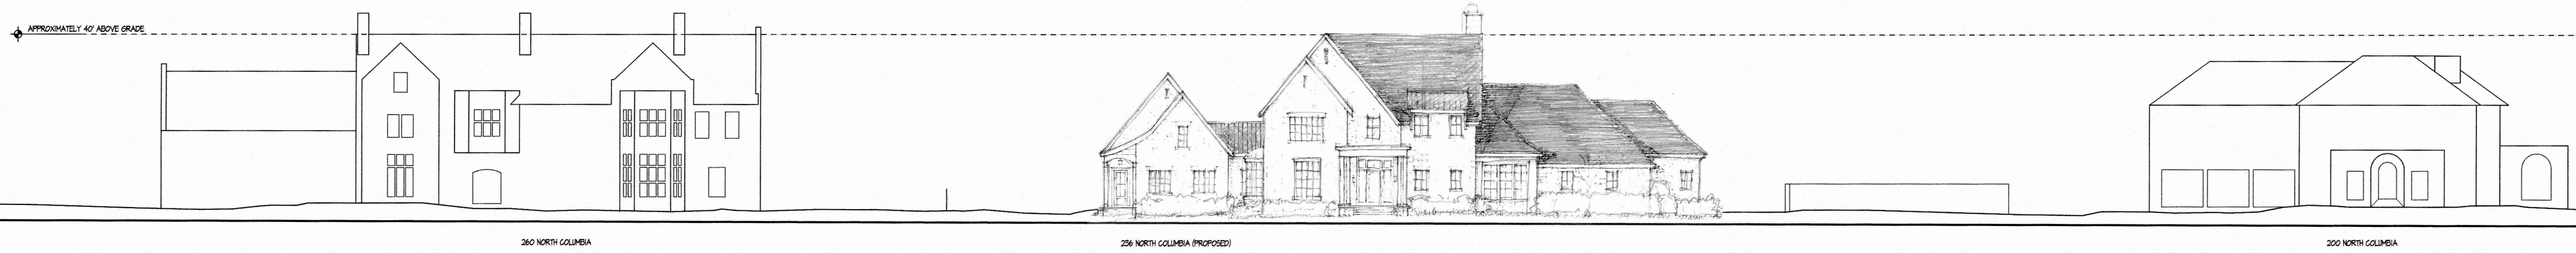 APPROXIMATELY 40' ABOVE GRADE
260 NORTH COLUMBIA
236 NORTH COLUMBIA (PROPOSED)
200 NORTH COLUMBIA